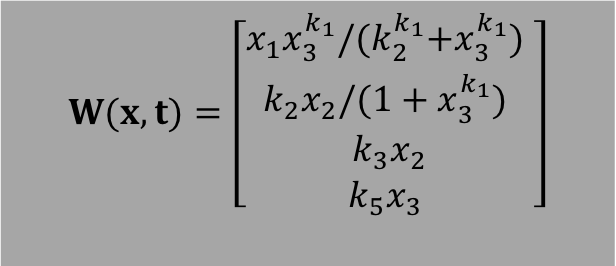 x₁x₃^{k₁}/(k₂^{k₁}+x₃^{k₁})
k₂x₂/(1 + x₃^{k₁})
W(x,t) =
k₃x₂
k₅x₃